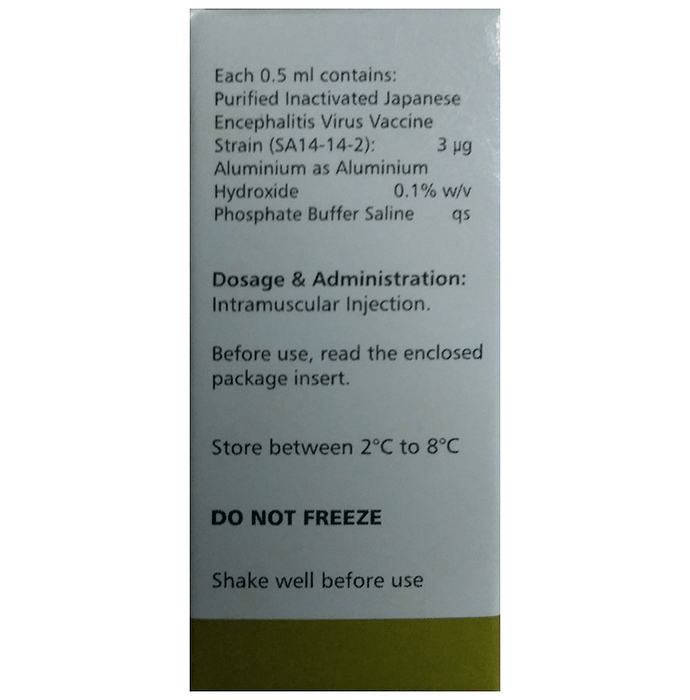 Each 0.5 ml contains:
Purified Inactivated Japanese
Encephalitis Virus Vaccine
Strain (SA14-14-2): 3 µg
Aluminium as Aluminium
Hydroxide 0.1% w/v
Phosphate Buffer Saline qs
Dosage & Administration:
Intramuscular Injection.
Before use, read the enclosed
package insert.
Store between 2°C to 8°C
DO NOT FREEZE
Shake well before use